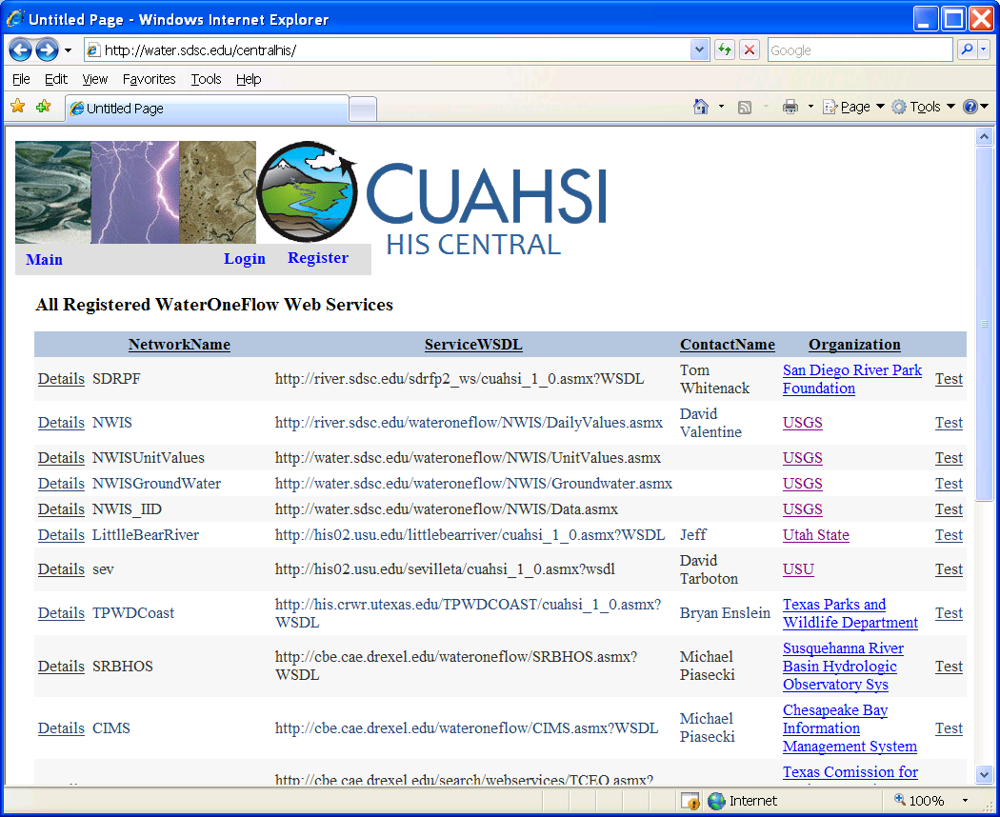 Untitled Page - Windows Internet Explorer
http://water.sdsc.edu/centralhis/
Google
File Edit View Favorites Tools Help
Untitled Page
Page Tools
CUAHSI
HIS CENTRAL
Main Login Register
All Registered WaterOneFlow Web Services
NetworkName ServiceWSDL ContactName Organization
Details SDRPF http://river.sdsc.edu/sdrfp2_ws/cuahsi_1_0.asmx?WSDL Tom Whitenack San Diego River Park Foundation Test
Details NWIS http://river.sdsc.edu/wateroneflow/NWIS/DailyValues.asmx David Valentine USGS Test
Details NWISUnitValues http://water.sdsc.edu/wateroneflow/NWIS/UnitValues.asmx USGS Test
Details NWISGroundWater http://water.sdsc.edu/wateroneflow/NWIS/Groundwater.asmx USGS Test
Details NWIS_IID http://water.sdsc.edu/wateroneflow/NWIS/Data.asmx USGS Test
Details LittlleBearRiver http://his02.usu.edu/littlebearriver/cuahsi_1_0.asmx?WSDL Jeff Utah State Test
Details sev http://his02.usu.edu/sevilleta/cuahsi_1_0.asmx?wsdl David Tarboton USU Test
Details TPWDCoast http://his.crwr.utexas.edu/TPWDCOAST/cuahsi_1_0.asmx?WSDL Bryan Enslein Texas Parks and Wildlife Department Test
Details SRBHOS http://cbe.cae.drexel.edu/wateroneflow/SRBHOS.asmx?WSDL Michael Piasecki Susquehanna River Basin Hydrologic Observatory Sys Test
Details CIMS http://cbe.cae.drexel.edu/wateroneflow/CIMS.asmx?WSDL Michael Piasecki Chesapeake Bay Information Management System Test
http://cbe.cae.drexel.edu/search/webservices/TCEQ.asmx? Texas Comission for
Internet 100%